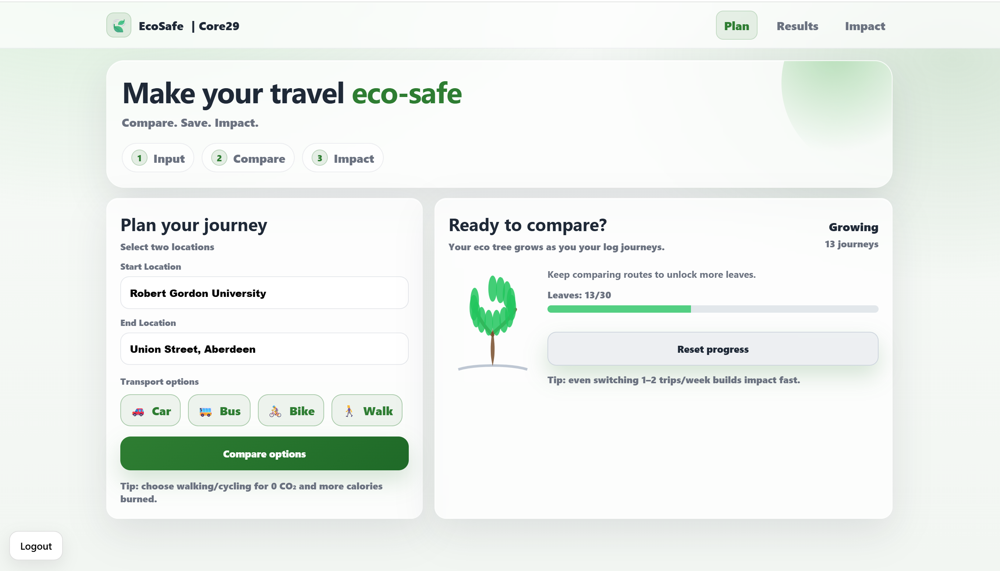 EcoSafe | Core29
Plan
Results
Impact
Make your travel eco-safe
Compare. Save. Impact.
1 Input
2 Compare
3 Impact
Plan your journey
Select two locations
Start Location
Robert Gordon University
End Location
Union Street, Aberdeen
Transport options
Car
Bus
Bike
Walk
Compare options
Tip: choose walking/cycling for 0 CO₂ and more calories
burned.
Ready to compare?
Your eco tree grows as you your log journeys.
Growing
13 journeys
Keep comparing routes to unlock more leaves.
Leaves: 13/30
Reset progress
Tip: even switching 1–2 trips/week builds impact fast.
Logout